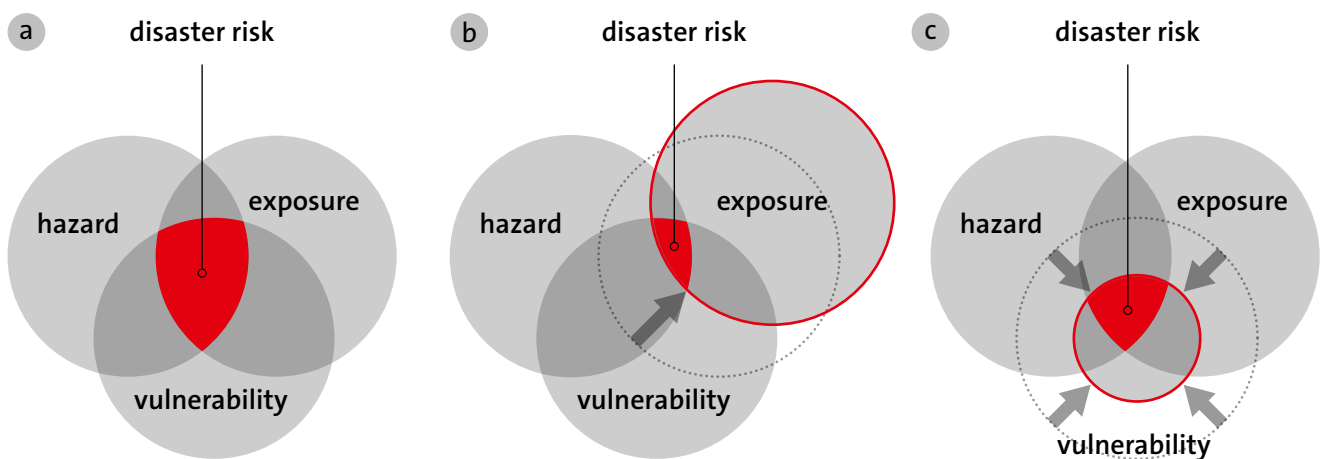 a
disaster risk
hazard
exposure
vulnerability
b
disaster risk
hazard
exposure
vulnerability
c
disaster risk
hazard
exposure
vulnerability